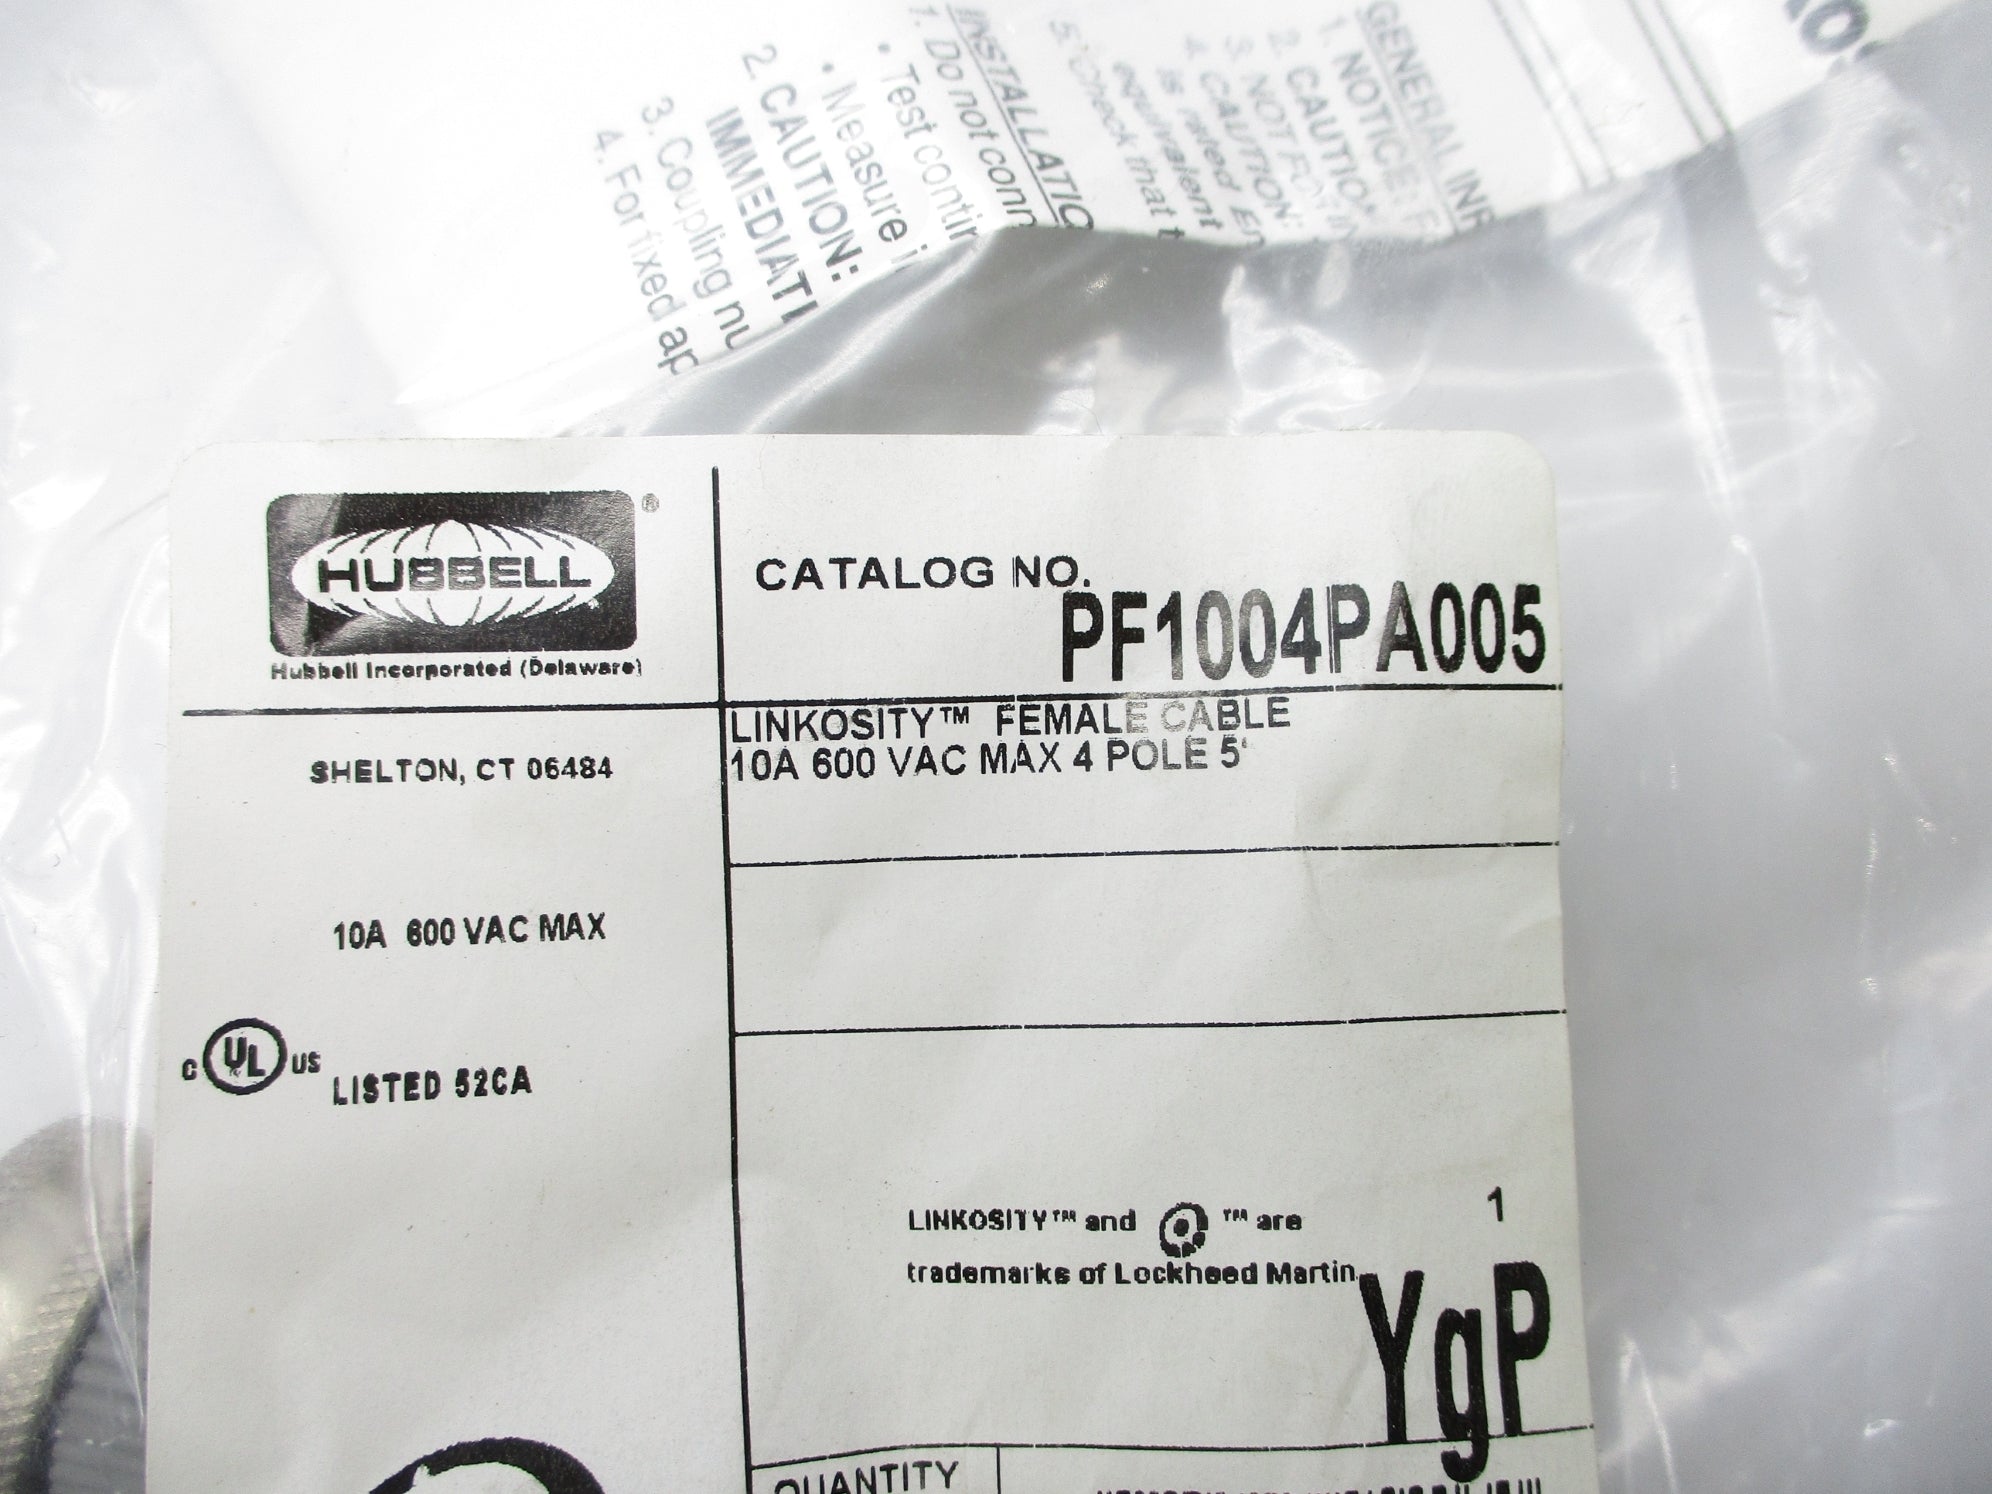 GENERAL INF
1. NOTICE:
2. CAUTION
3. NOT FOR
4. CAUTION:
is rated
equivalent
5. Check that t
INSTALLATIO
1. Do not conn
• Test contin
• Measure i
2. CAUTION:
IMMEDIATI
3. Coupling nu
4. For fixed ap
HUBBELL®
Hubbell Incorporated (Delaware)
SHELTON, CT 06484
10A 600 VAC MAX
C UL US
LISTED 52CA
CATALOG NO.
PF1004PA005
LINKOSITY™ FEMALE CABLE
10A 600 VAC MAX 4 POLE 5'
1
LINKOSITY™ and ™ are
trademarks of Lockheed Martin.
YgP
QUANTITY